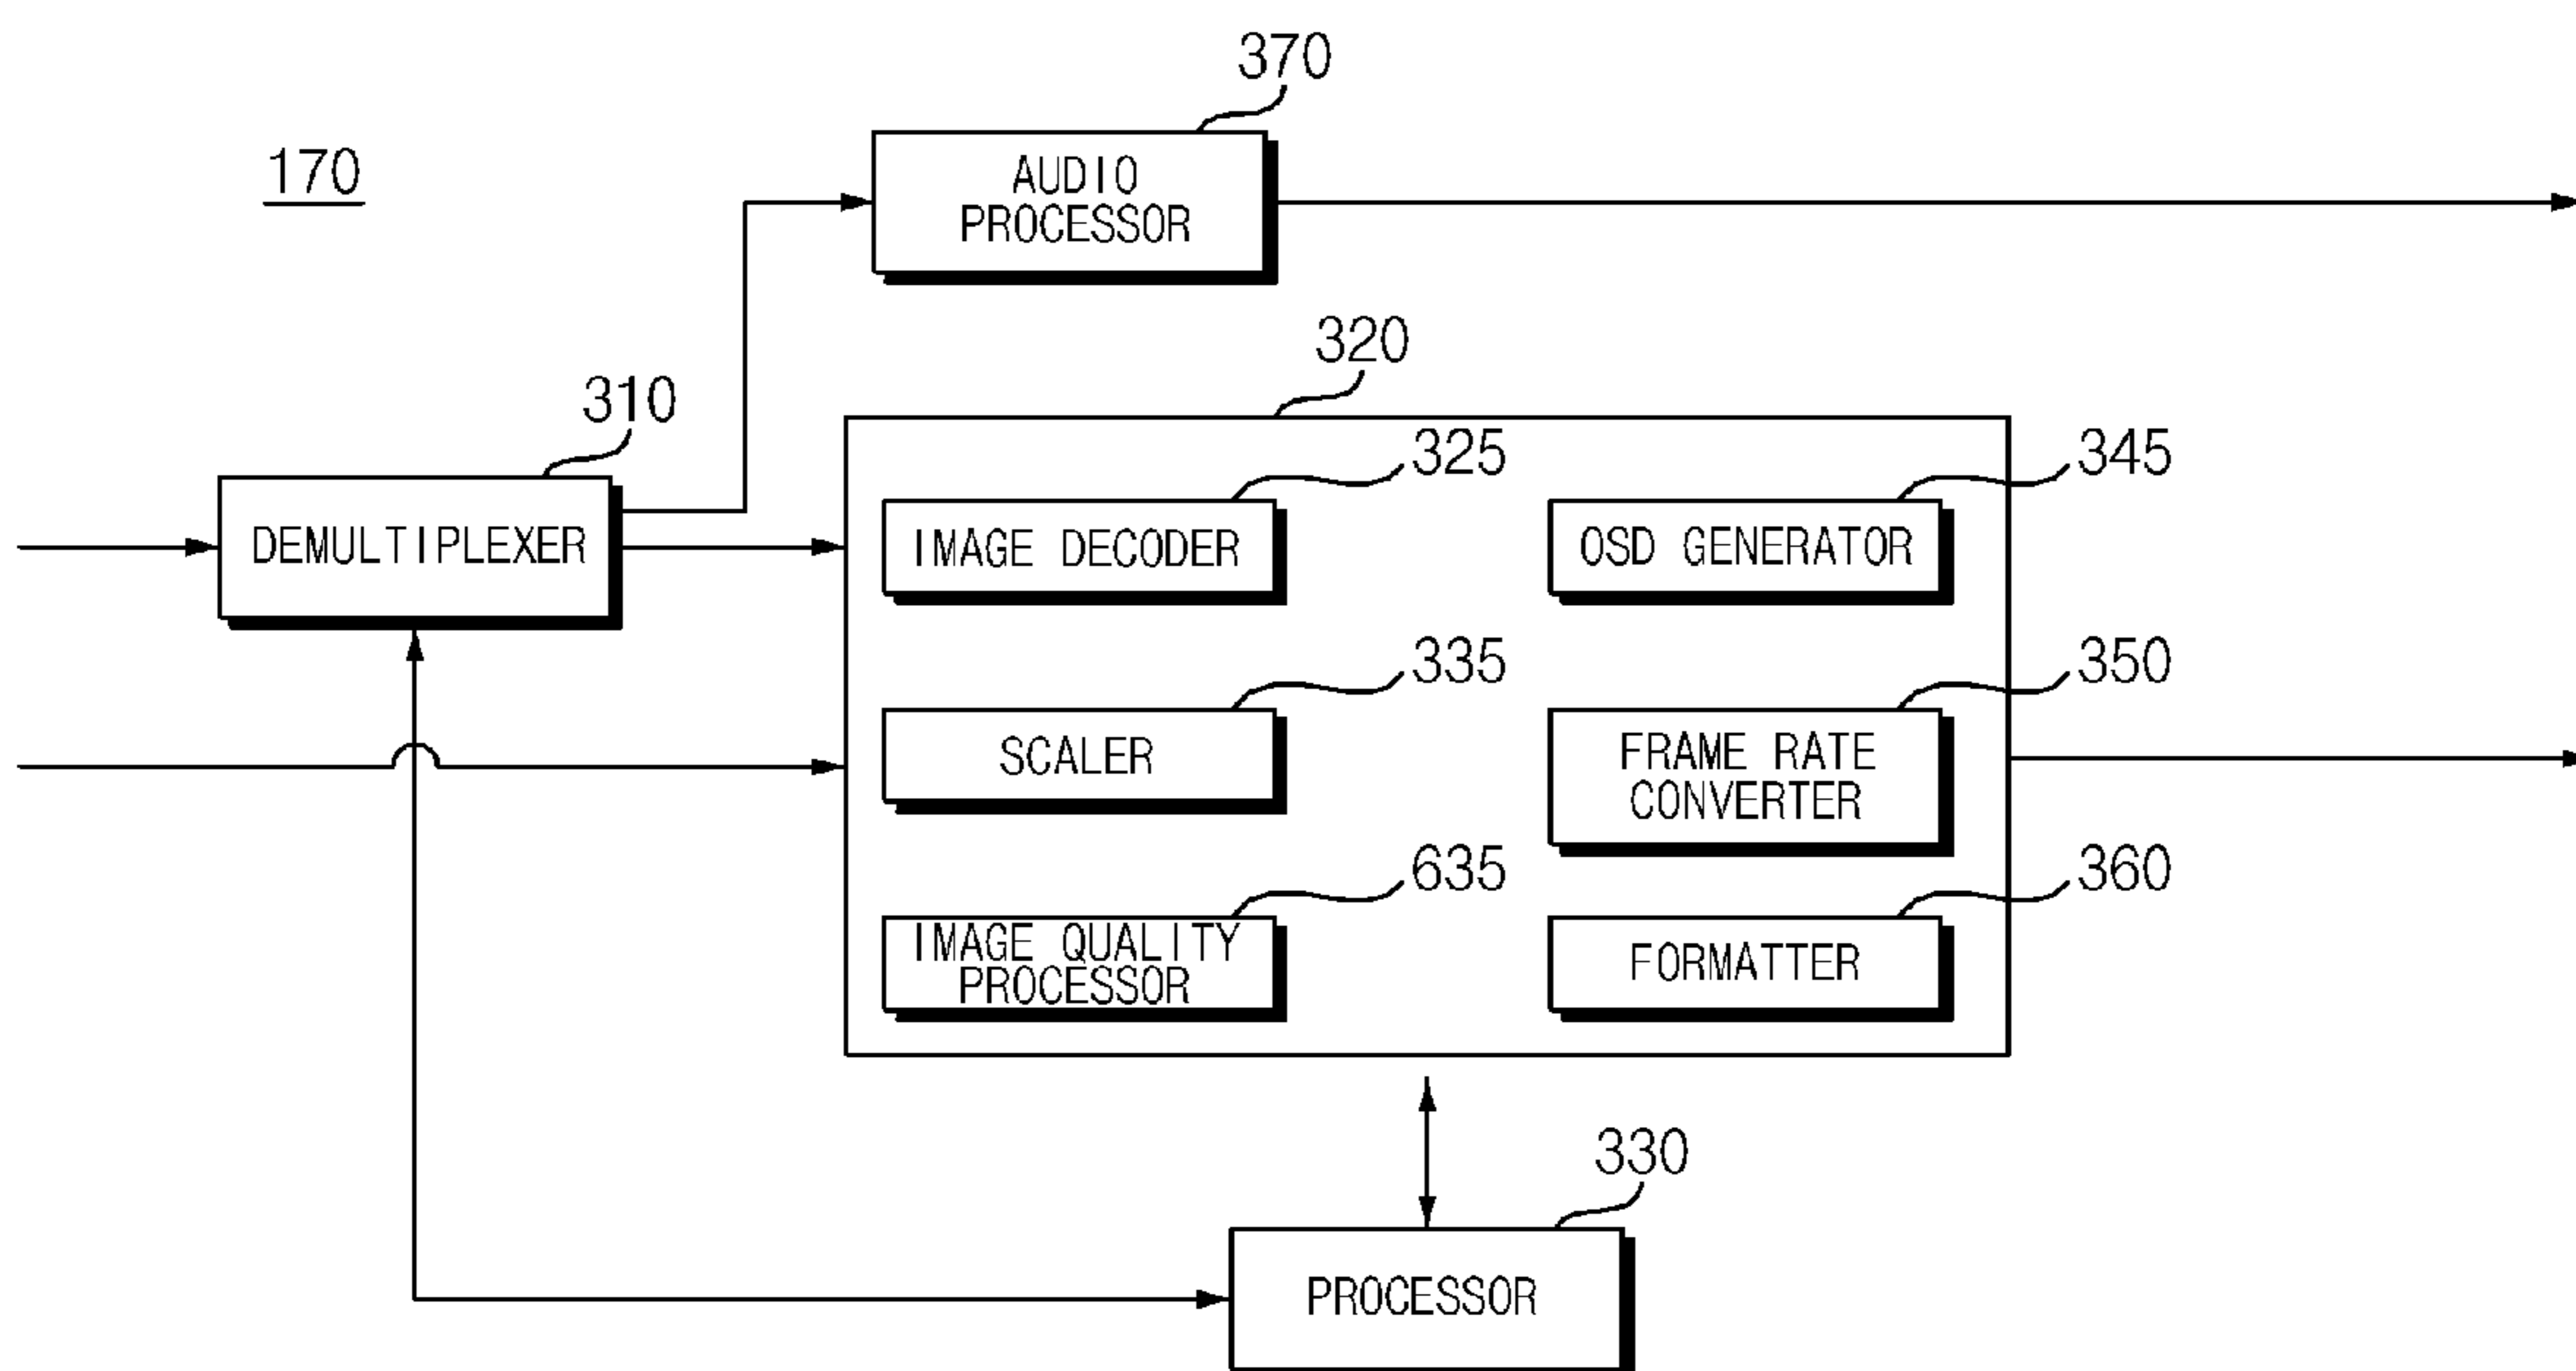 370
170
AUDIO
PROCESSOR
320
310
325
345
DEMULTIPLEXER
IMAGE DECODER
OSD GENERATOR
335
350
SCALER
FRAME RATE
CONVERTER
635
360
IMAGE QUALITY
PROCESSOR
FORMATTER
330
PROCESSOR